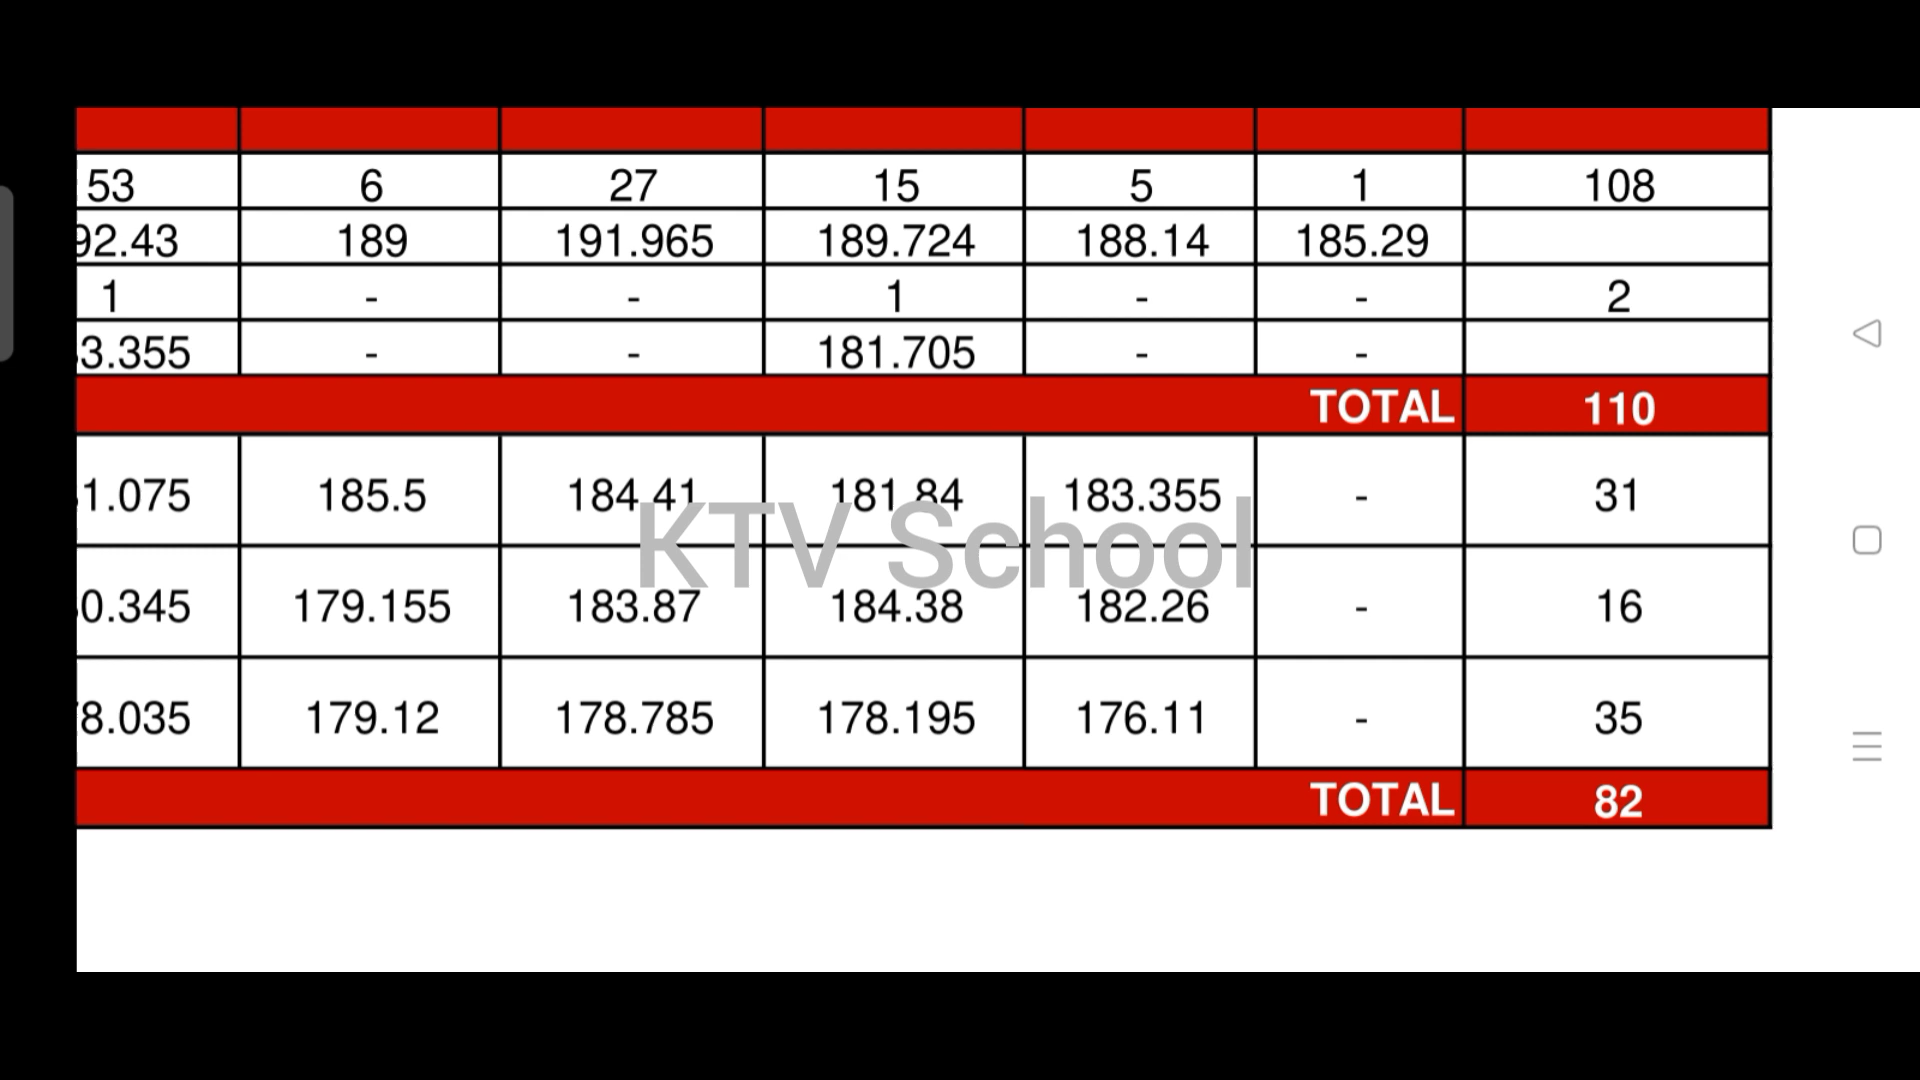 53 6 27 15 5 1 108
92.43 189 191.965 189.724 188.14 185.29
1 - - 1 - - 2
3.355 - - 181.705 - -
TOTAL 110
1.075 185.5 184.41 181.84 183.355 - 31
KTV School
0.345 179.155 183.87 184.38 182.26 - 16
8.035 179.12 178.785 178.195 176.11 - 35
TOTAL 82